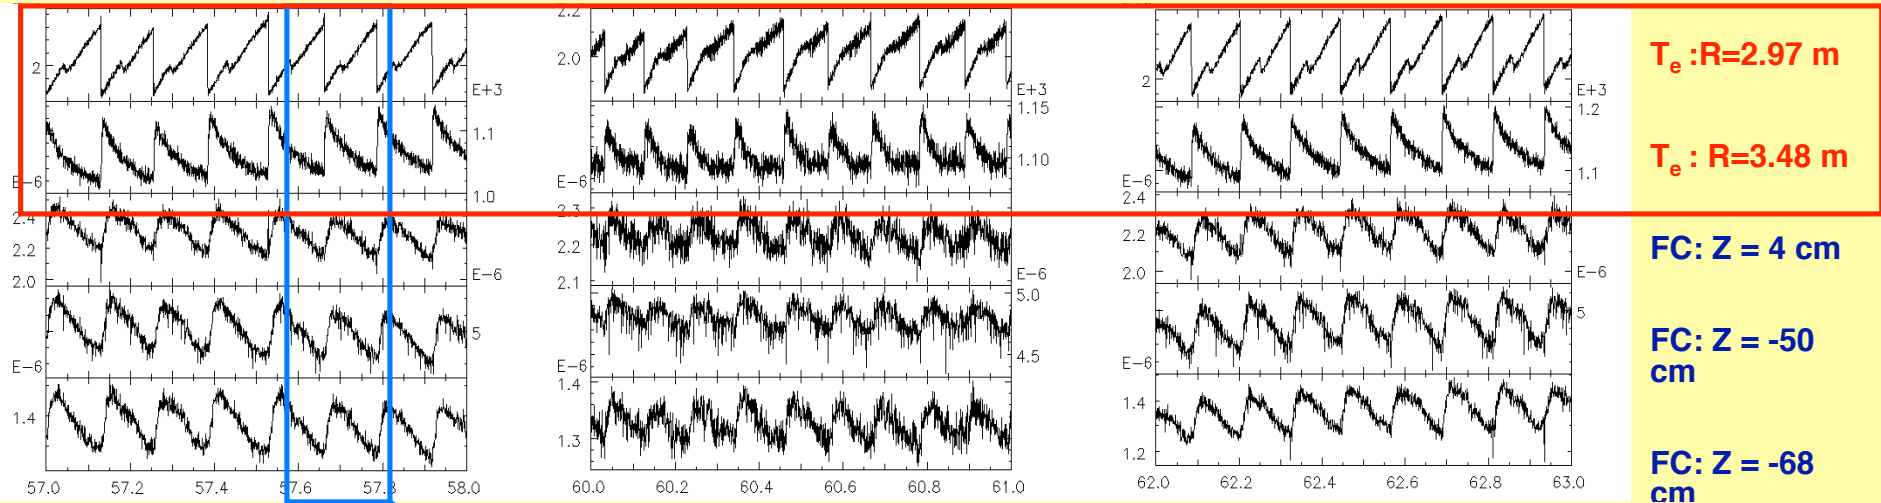 2.2
2
2.0
2
E+3
E+3
E+3
Te :R=2.97 m
1.1
1.15
1.2
1.10
Te : R=3.48 m
1.1
E-6
E-6
E-6
1.0
2.4
2.3
2.4
2.2
2.2
2.2
FC: Z = 4 cm
E-6
E-6
E-6
2.0
2.1
2.0
5.0
5
5
FC: Z = -50
cm
4.5
E-6
E-6
E-6
1.4
1.4
1.4
1.3
1.2
FC: Z = -68
cm
57.0 57.2 57.4 57.6 57.8 58.0
60.0 60.2 60.4 60.6 60.8 61.0
62.0 62.2 62.4 62.6 62.8 63.0